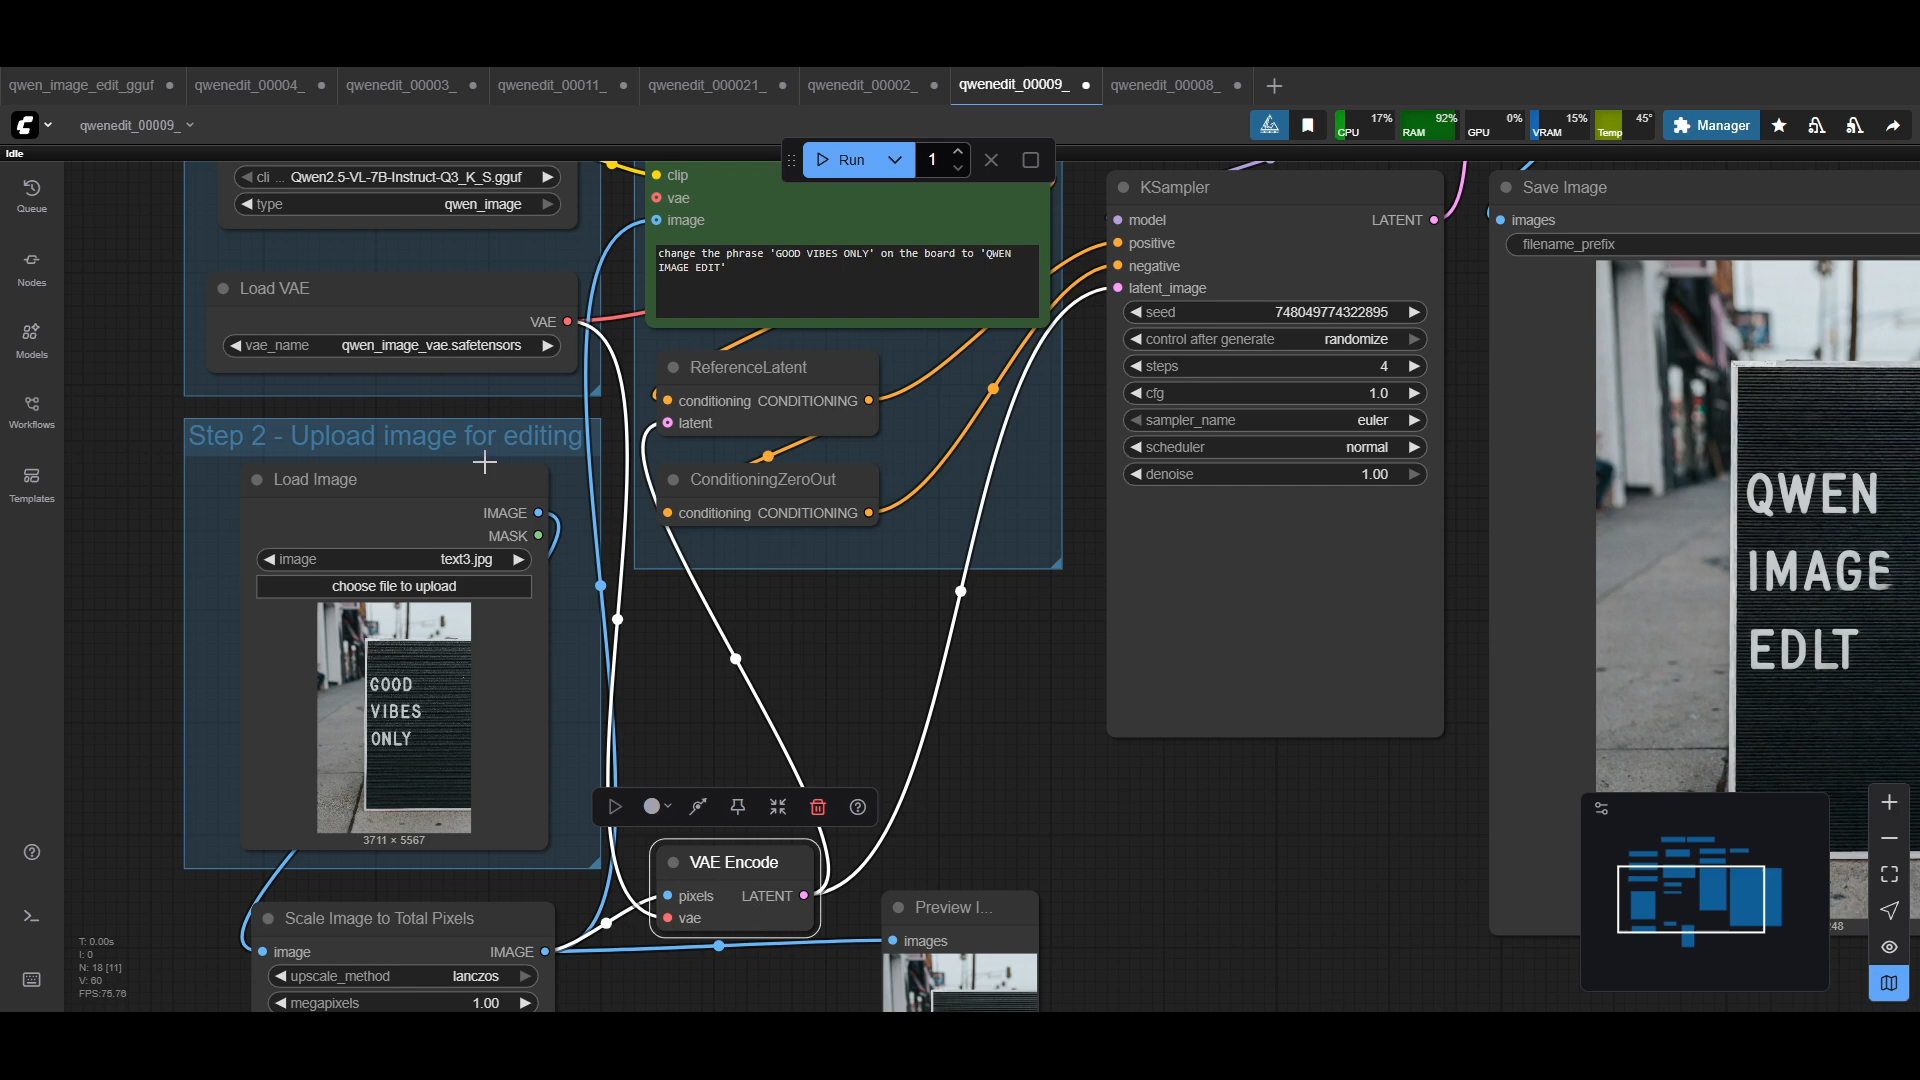 qwen_image_edit_gguf
qwenedit_00004_
qwenedit_00003_
qwenedit_00011_
qwenedit_000021_
qwenedit_00002_
qwenedit_00009_
qwenedit_00008_
qwenedit_00009_
CPU 17%
RAM 92%
GPU 0%
VRAM 15%
Temp 45°
Manager
Idle
Run
1
Queue
Nodes
Models
Workflows
Templates
cli ... Qwen2.5-VL-7B-Instruct-Q3_K_S.gguf
type qwen_image
Load VAE
VAE
vae_name qwen_image_vae.safetensors
Step 2 - Upload image for editing
Load Image
IMAGE
MASK
image text3.jpg
choose file to upload
GOOD
VIBES
ONLY
3711 × 5567
Scale Image to Total Pixels
image IMAGE
upscale_method lanczos
megapixels 1.00
clip
vae
image
change the phrase 'GOOD VIBES ONLY' on the board to 'QWEN
IMAGE EDIT'
ReferenceLatent
conditioning CONDITIONING
latent
ConditioningZeroOut
conditioning CONDITIONING
VAE Encode
pixels LATENT
vae
Preview I...
images
KSampler
model LATENT
positive
negative
latent_image
seed 748049774322895
control after generate randomize
steps 4
cfg 1.0
sampler_name euler
scheduler normal
denoise 1.00
Save Image
images
filename_prefix
QWEN
IMAGE
EDLT
48
T: 0.00s
I: 0
N: 18 [11]
V: 60
FPS:75.76